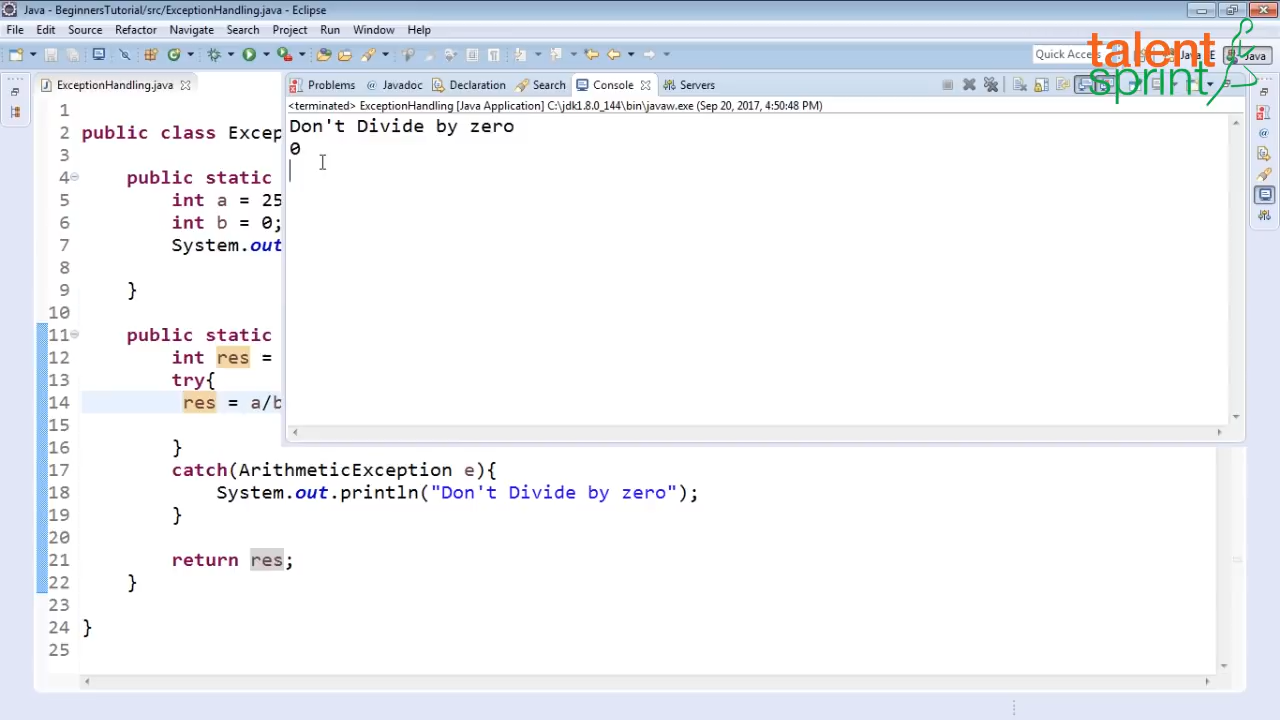 Java - BeginnersTutorial/src/ExceptionHandling.java - Eclipse
File Edit Source Refactor Navigate Search Project Run Window Help
Quick Access
Java
talent
sprint
ExceptionHandling.java
Problems @ Javadoc Declaration Search Console Servers
<terminated> ExceptionHandling [Java Application] C:\jdk1.8.0_144\bin\javaw.exe (Sep 20, 2017, 4:50:48 PM)
Don't Divide by zero
0
1
2 public class Excep
3
4 public static
5 int a = 25
6 int b = 0;
7 System.out
8
9 }
10
11 public static
12 int res =
13 try{
14 res = a/b
15
16 }
17 catch(ArithmeticException e){
18 System.out.println("Don't Divide by zero");
19 }
20
21 return res;
22 }
23
24 }
25